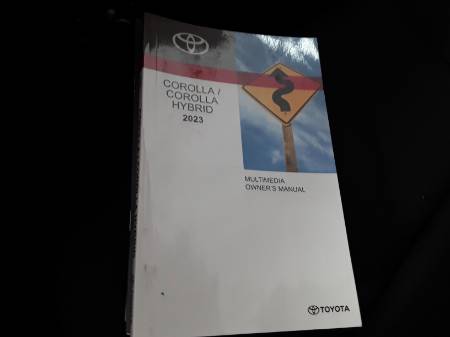 COROLLA /
COROLLA
HYBRID
2023
MULTIMEDIA
OWNER'S MANUAL
TOYOTA